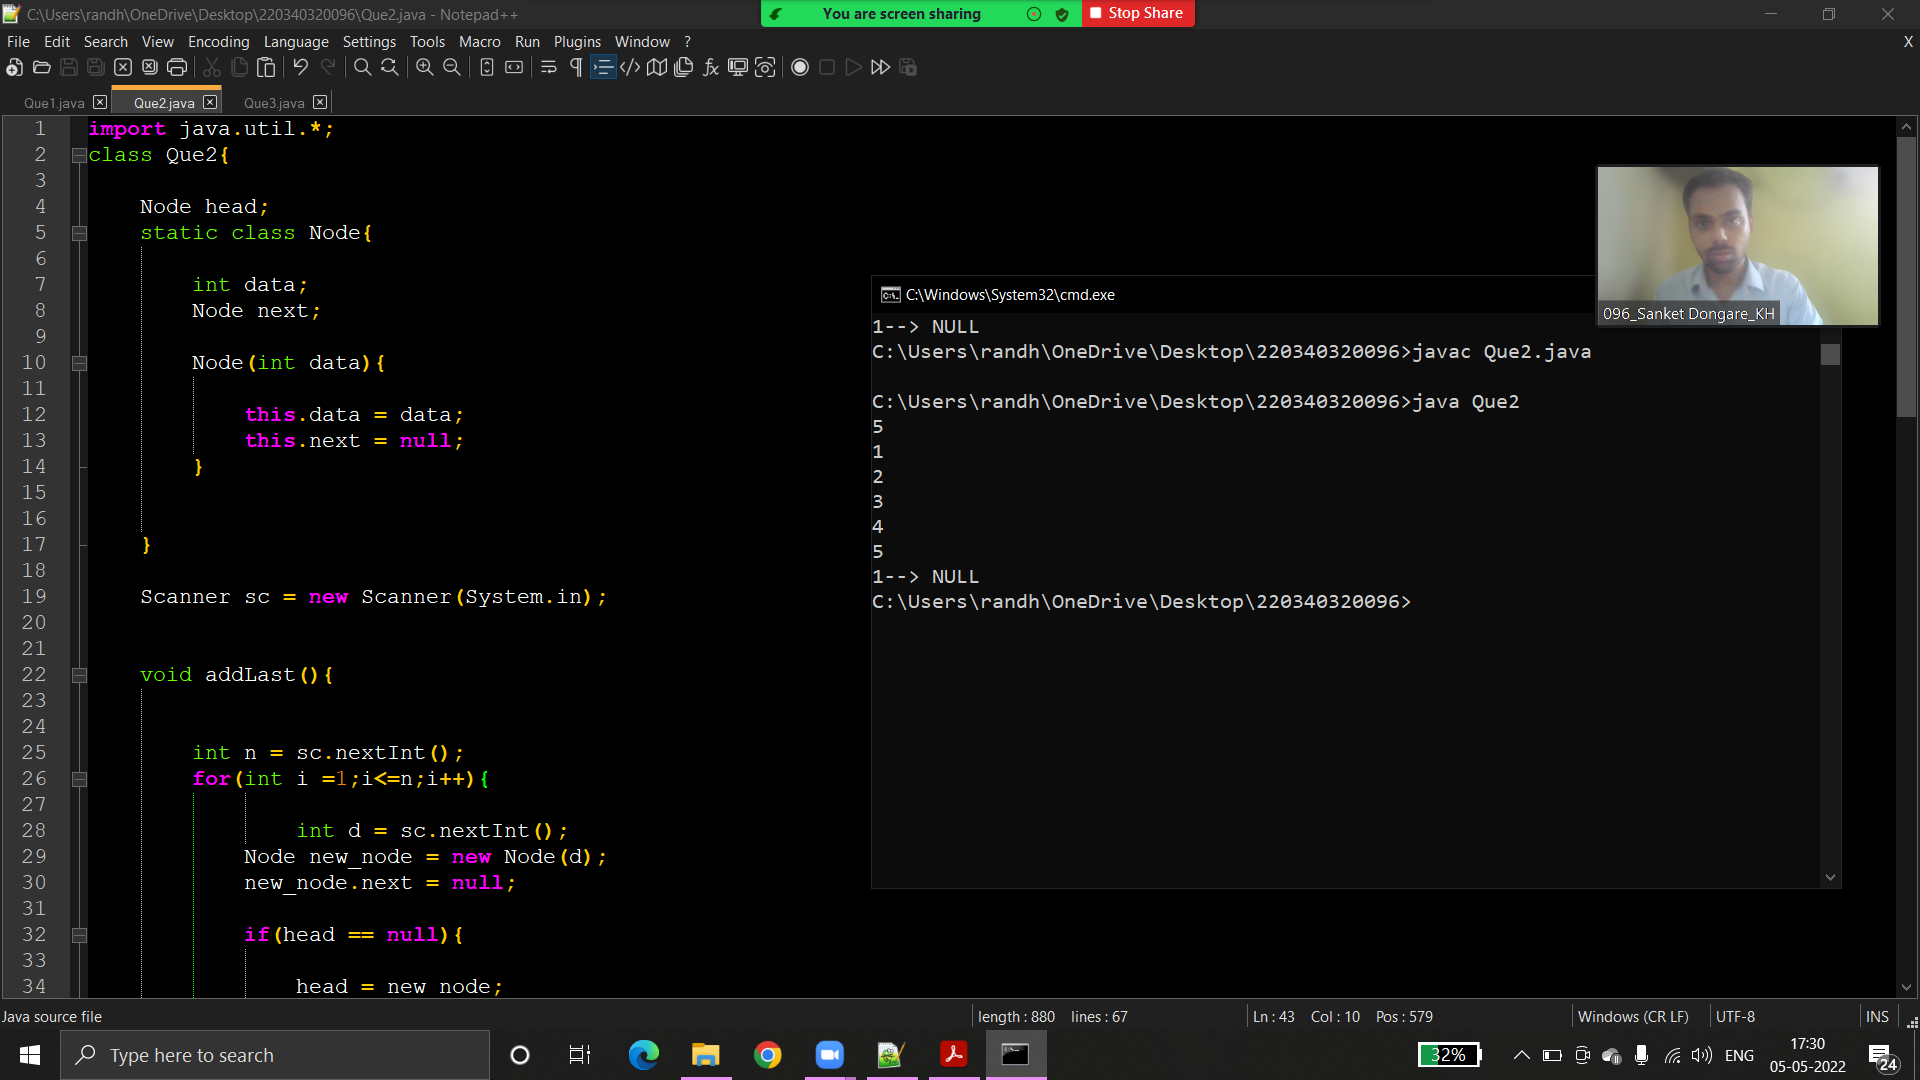 C:\Users\randh\OneDrive\Desktop\220340320096\Que2.java - Notepad++
You are screen sharing
Stop Share
File Edit Search View Encoding Language Settings Tools Macro Run Plugins Window ? X
Que1.java Que2.java Que3.java
1 import java.util.*;
2 class Que2{
3
4 Node head;
5 static class Node{
6
7 int data;
8 Node next;
9
10 Node(int data){
11
12 this.data = data;
13 this.next = null;
14 }
15
16
17 }
18
19 Scanner sc = new Scanner(System.in);
20
21
22 void addLast(){
23
24
25 int n = sc.nextInt();
26 for(int i =1;i<=n;i++){
27
28 int d = sc.nextInt();
29 Node new_node = new Node(d);
30 new_node.next = null;
31
32 if(head == null){
33
34 head = new node;
096_Sanket Dongare_KH
C:\Windows\System32\cmd.exe
1--> NULL
C:\Users\randh\OneDrive\Desktop\220340320096>javac Que2.java
C:\Users\randh\OneDrive\Desktop\220340320096>java Que2
5
1
2
3
4
5
1--> NULL
C:\Users\randh\OneDrive\Desktop\220340320096>
Java source file length : 880 lines : 67 Ln : 43 Col : 10 Pos : 579 Windows (CR LF) UTF-8 INS
Type here to search
32%
ENG
17:30
05-05-2022
24